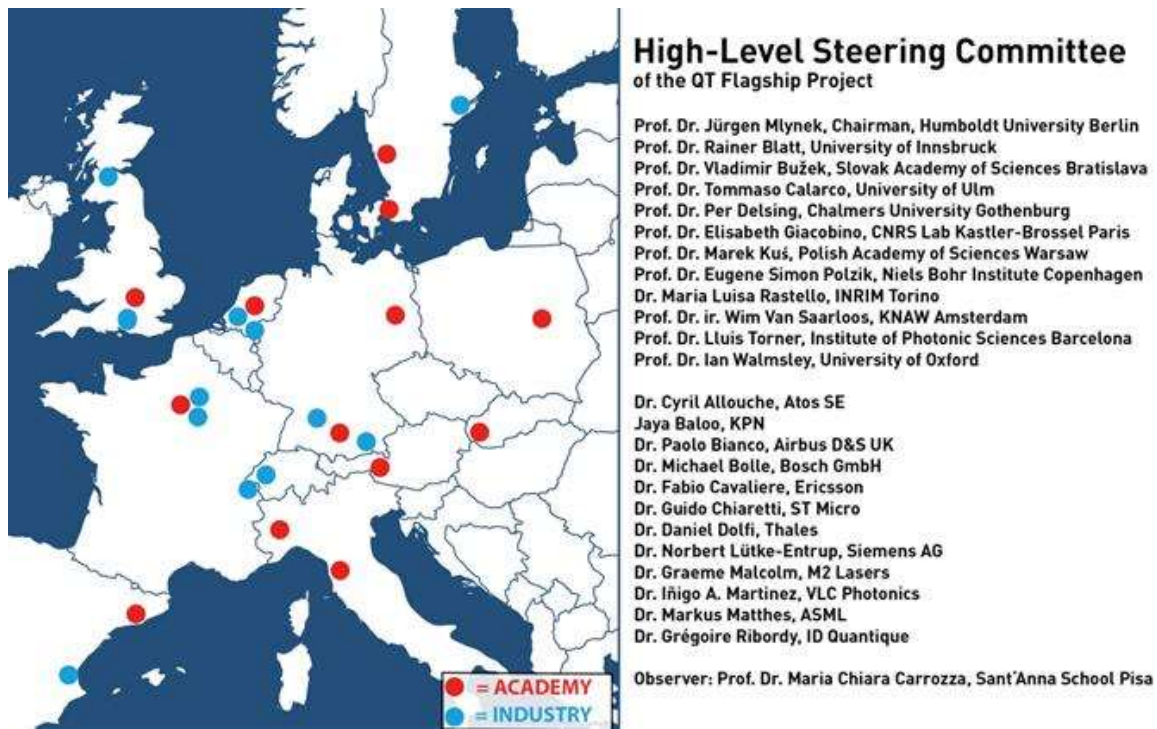 High-Level Steering Committee
of the QT Flagship Project
Prof. Dr. Jürgen Mlynek, Chairman, Humboldt University Berlin
Prof. Dr. Rainer Blatt, University of Innsbruck
Prof. Dr. Vladimir Bužek, Slovak Academy of Sciences Bratislava
Prof. Dr. Tommaso Calarco, University of Ulm
Prof. Dr. Per Delsing, Chalmers University Gothenburg
Prof. Dr. Elisabeth Giacobino, CNRS Lab Kastler-Brossel Paris
Prof. Dr. Marek Kuś, Polish Academy of Sciences Warsaw
Prof. Dr. Eugene Simon Polzik, Niels Bohr Institute Copenhagen
Dr. Maria Luisa Rastello, INRIM Torino
Prof. Dr. ir. Wim Van Saarloos, KNAW Amsterdam
Prof. Dr. Lluis Torner, Institute of Photonic Sciences Barcelona
Prof. Dr. Ian Walmsley, University of Oxford
Dr. Cyril Allouche, Atos SE
Jaya Baloo, KPN
Dr. Paolo Bianco, Airbus D&S UK
Dr. Michael Bolle, Bosch GmbH
Dr. Fabio Cavaliere, Ericsson
Dr. Guido Chiaretti, ST Micro
Dr. Daniel Dolfi, Thales
Dr. Norbert Lütke-Entrup, Siemens AG
Dr. Graeme Malcolm, M2 Lasers
Dr. Iñigo A. Martinez, VLC Photonics
Dr. Markus Matthes, ASML
Dr. Grégoire Ribordy, ID Quantique
Observer: Prof. Dr. Maria Chiara Carrozza, Sant'Anna School Pisa
= ACADEMY
= INDUSTRY